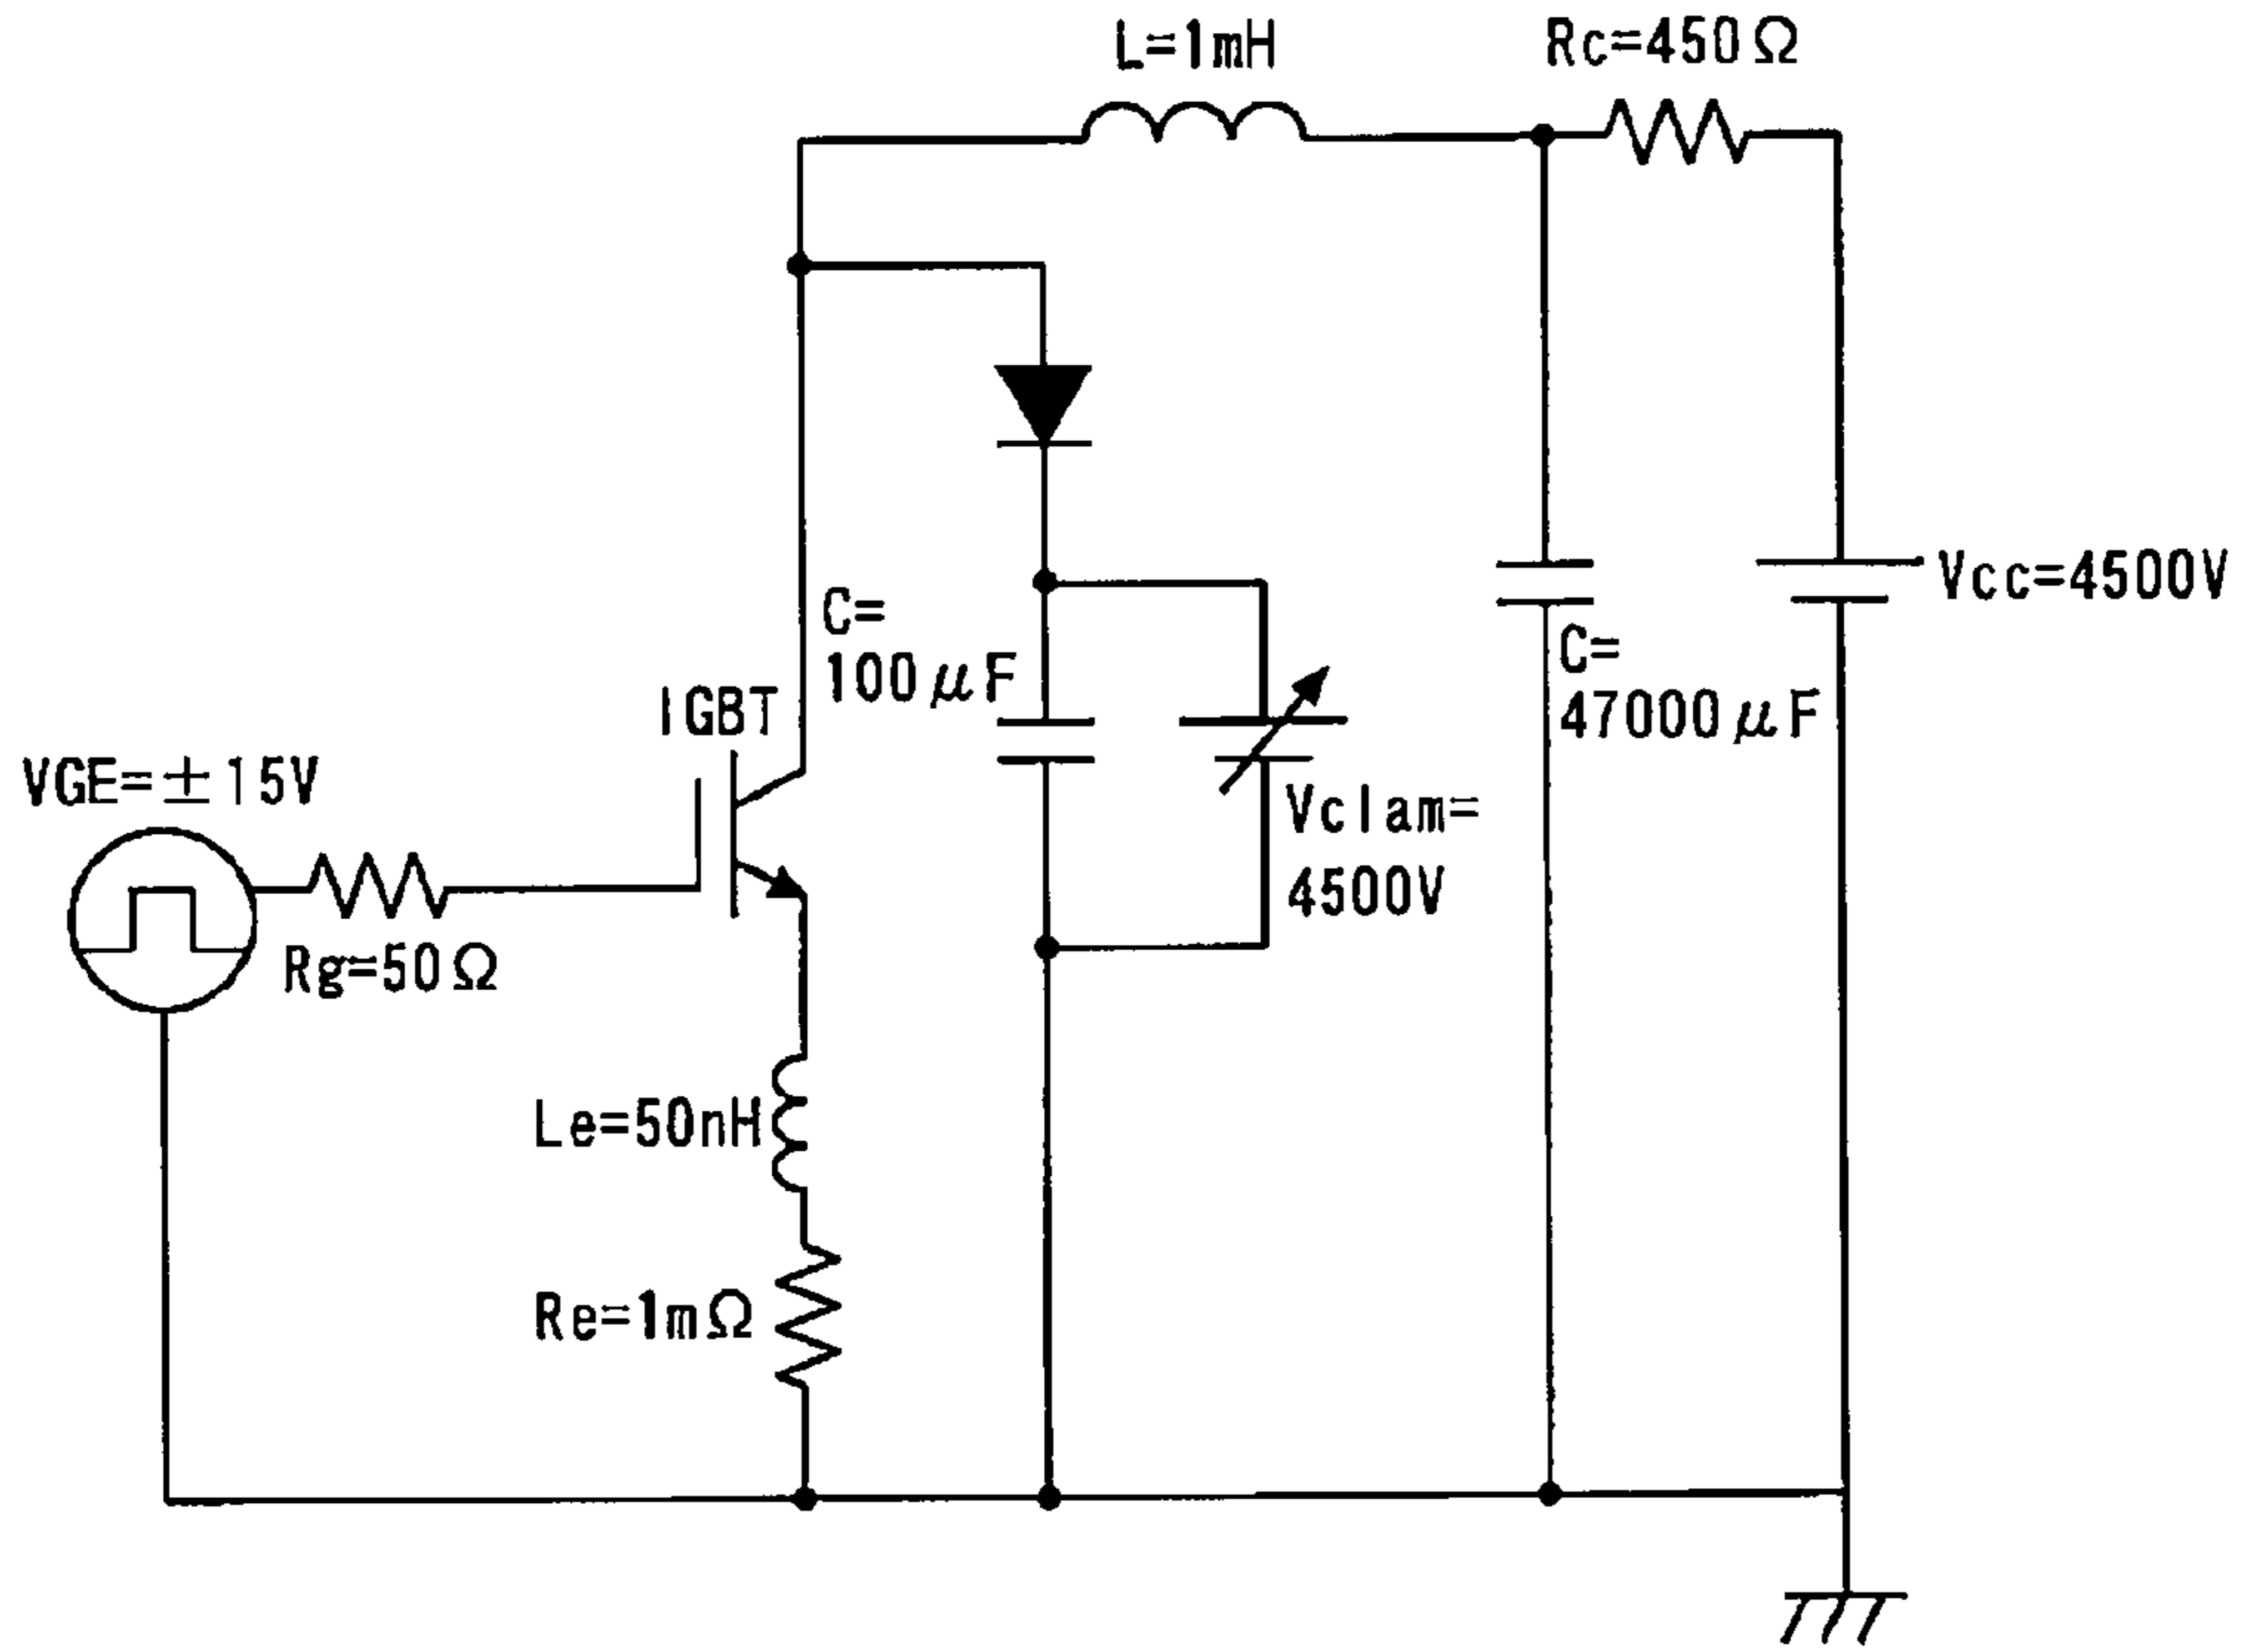 L=1mH
Rc=450Ω
Vcc=4500V
C=
100μF
C=
47000μF
IGBT
VGE=±15V
Vclam=
4500V
Rg=50Ω
Le=50nH
Re=1mΩ